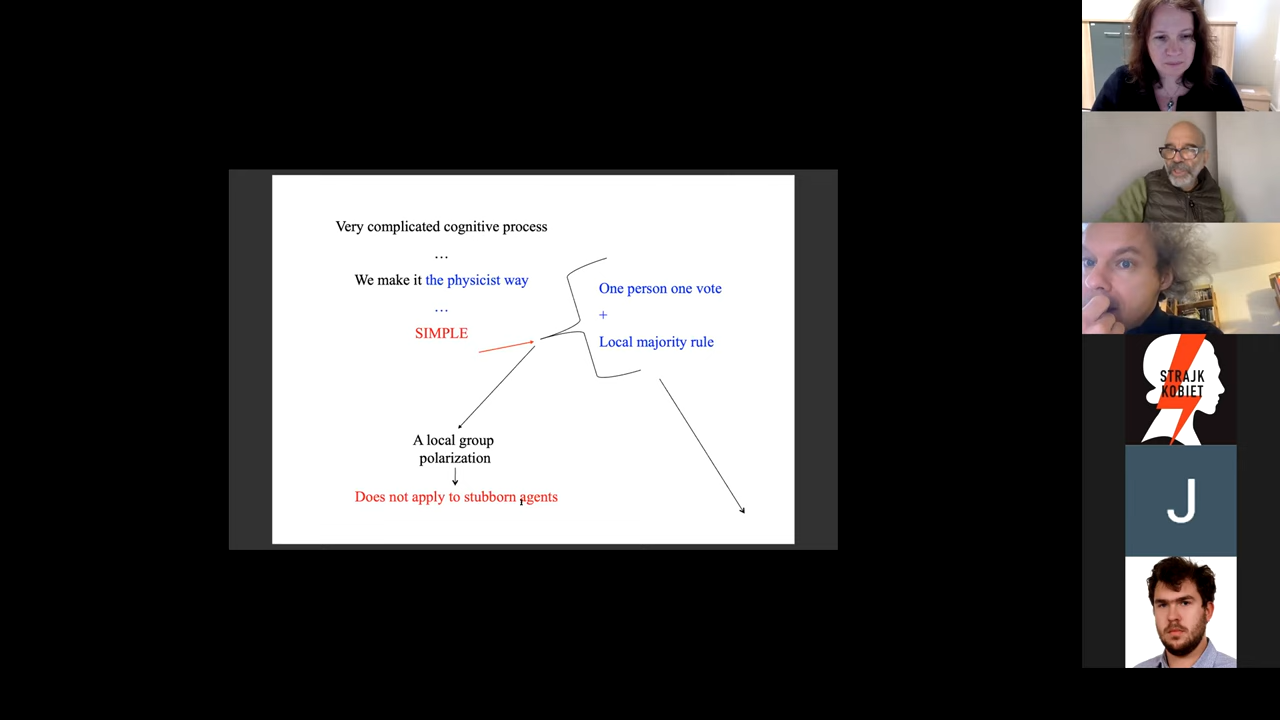 Very complicated cognitive process
...
We make it the physicist way
...
SIMPLE
One person one vote
+
Local majority rule
A local group
polarization
Does not apply to stubborn agents
STRAJK
KOBIET
J